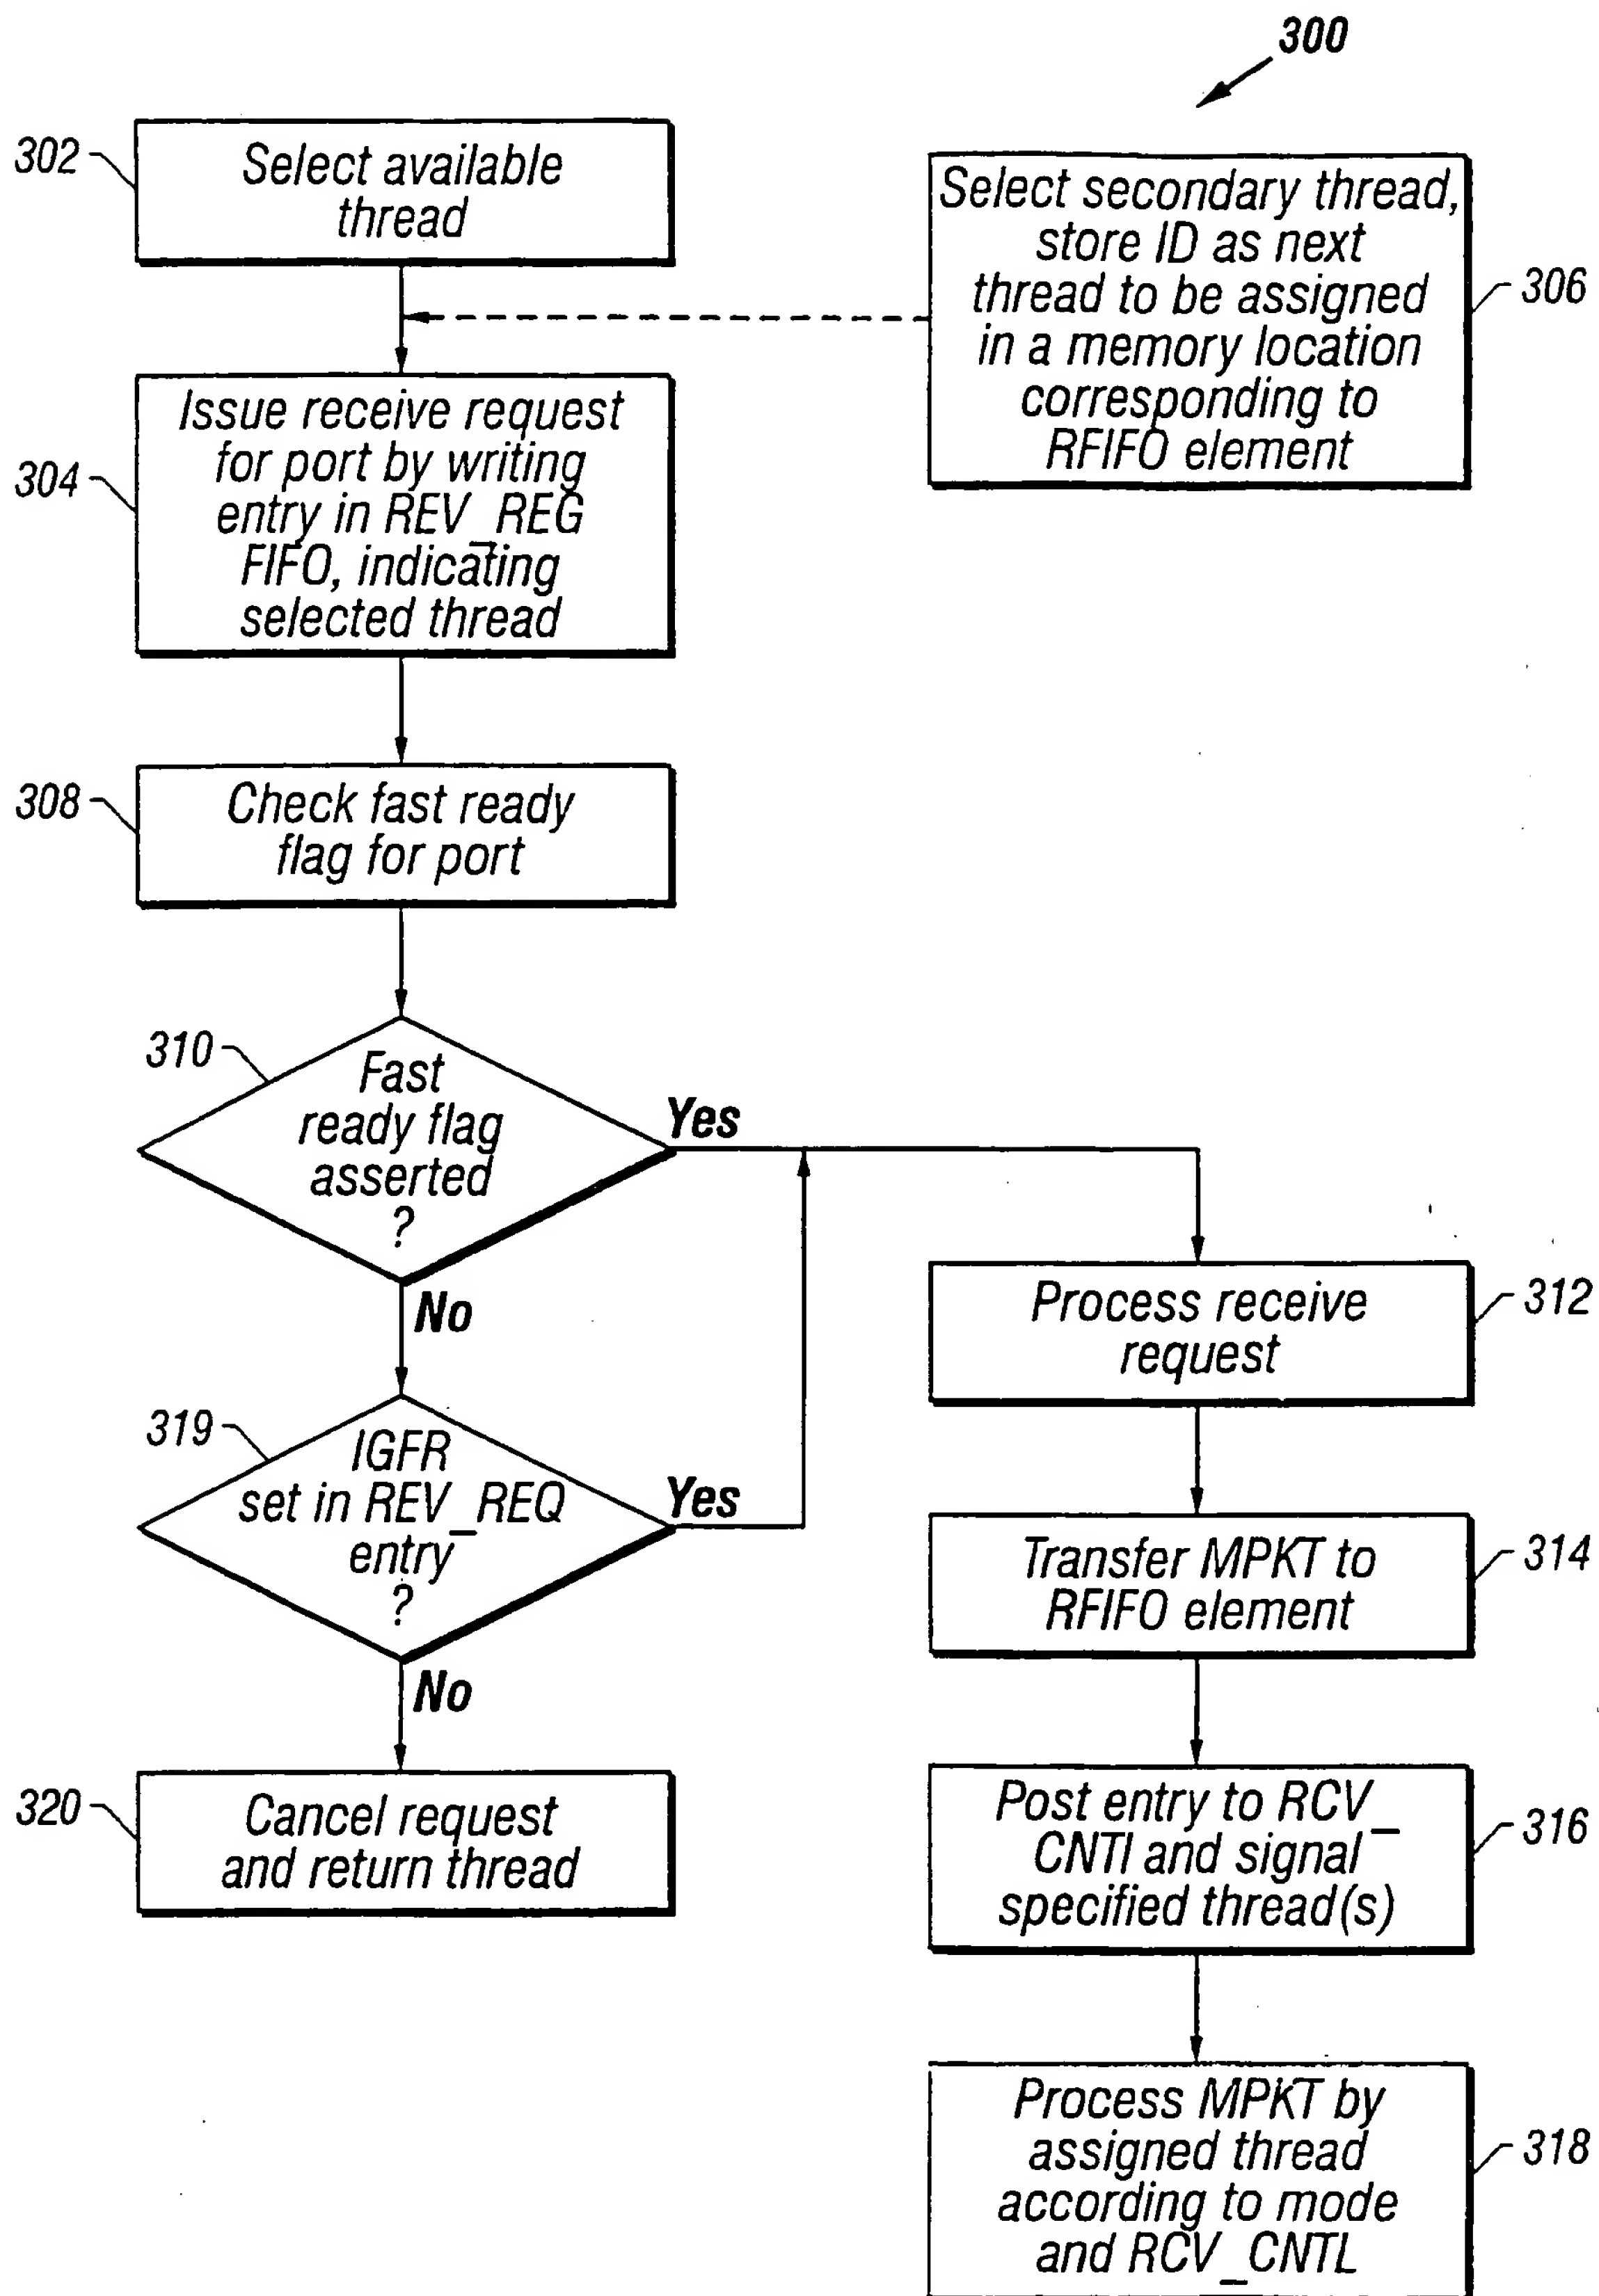 300
302
Select available
thread
Select secondary thread,
store ID as next
thread to be assigned
in a memory location
corresponding to
RFIFO element
306
304
Issue receive request
for port by writing
entry in REV_REG
FIFO, indicating
selected thread
308
Check fast ready
flag for port
310
Fast
ready flag
asserted
?
Yes
No
312
Process receive
request
319
IGFR
set in REV_REQ
entry
?
Yes
No
314
Transfer MPKT to
RFIFO element
320
Cancel request
and return thread
Post entry to RCV_
CNTl and signal
specified thread(s)
316
Process MPKT by
assigned thread
according to mode
and RCV_CNTL
318